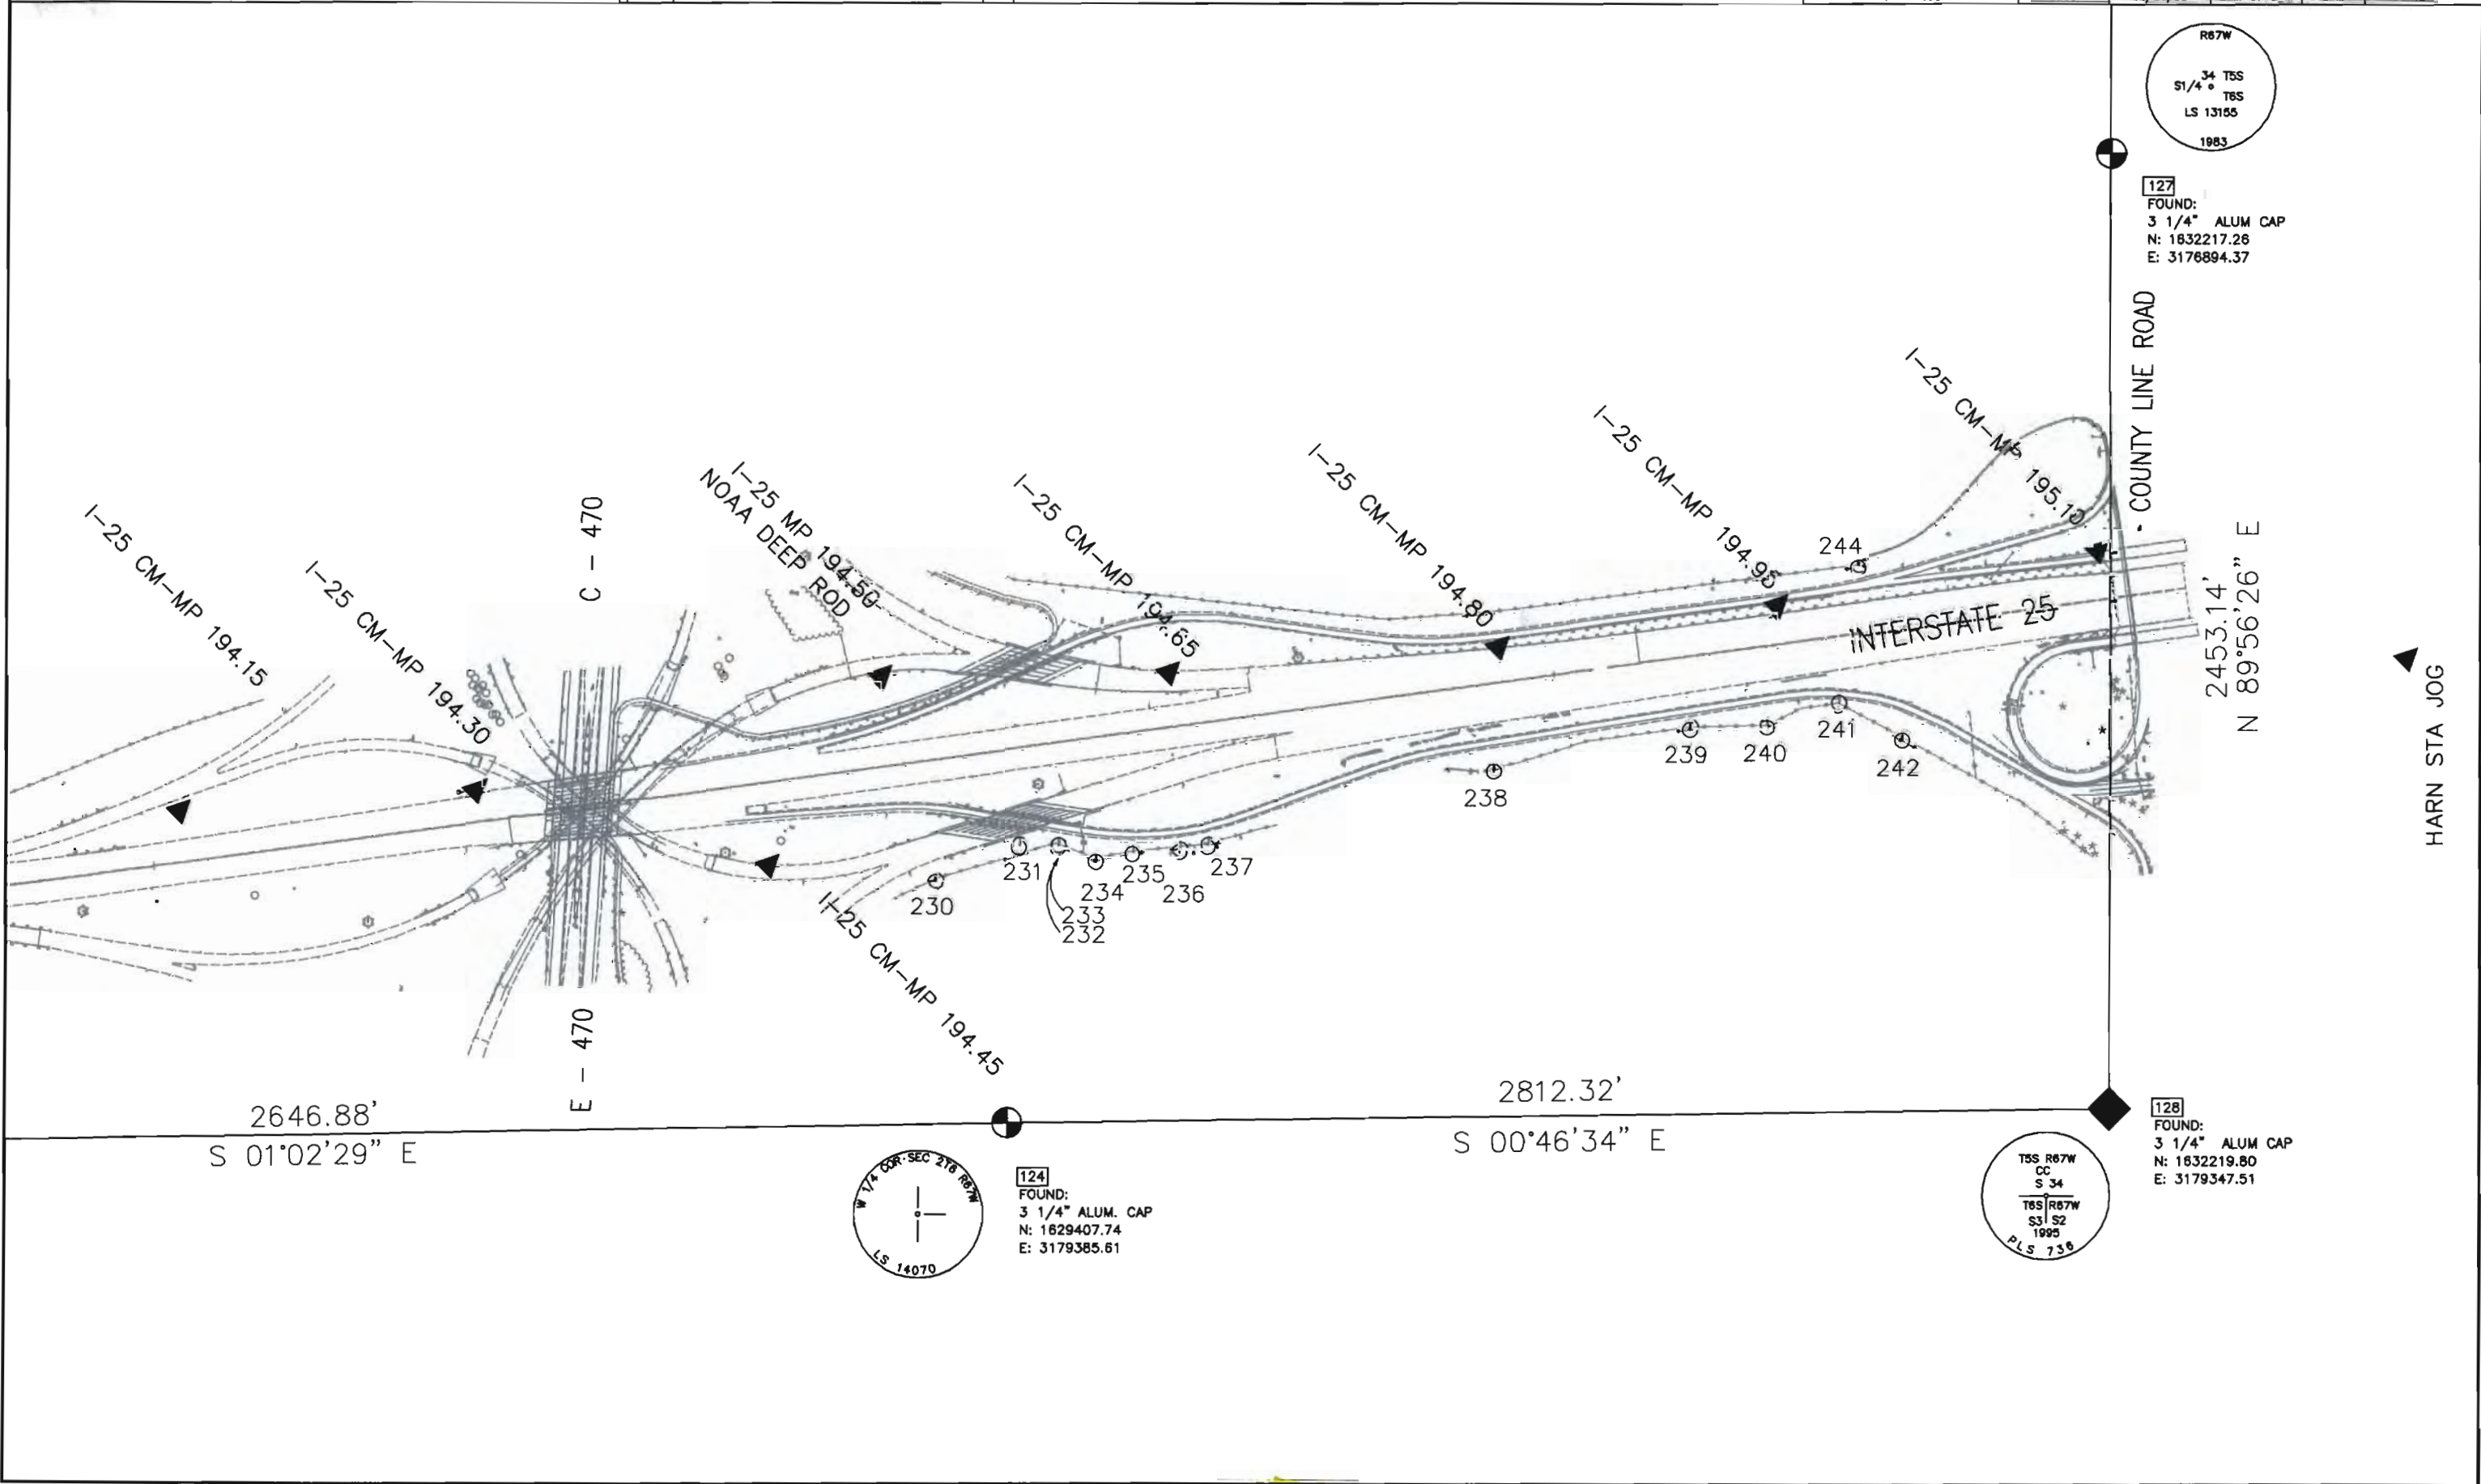 R67W
34 T5S
S1/4
T6S
LS 13155
1983
127
FOUND:
3 1/4" ALUM CAP
N: 1632217.26
E: 3176894.37
COUNTY LINE ROAD
2453.14'
N 89°56'26" E
HARN STA JOG
I-25 CM-MP 194.15
I-25 CM-MP 194.30
C - 470
I-25 MP 194.50
NOAA DEEP ROD
I-25 CM-MP 194.65
I-25 CM-MP 194.80
I-25 CM-MP 194.95
I-25 CM-MP 195.10
244
INTERSTATE 25
239
240
241
242
238
230
231
233
232
234
235
236
237
I-25 CM-MP 194.45
E - 470
2646.88'
S 01°02'29" E
2812.32'
S 00°46'34" E
W 1/4 COR SEC 2 T6 R67W
LS 14070
124
FOUND:
3 1/4" ALUM. CAP
N: 1629407.74
E: 3179385.61
T5S R67W
CC
S 34
T6S R67W
S3 S2
1995
PLS 736
128
FOUND:
3 1/4" ALUM CAP
N: 1632219.80
E: 3179347.51